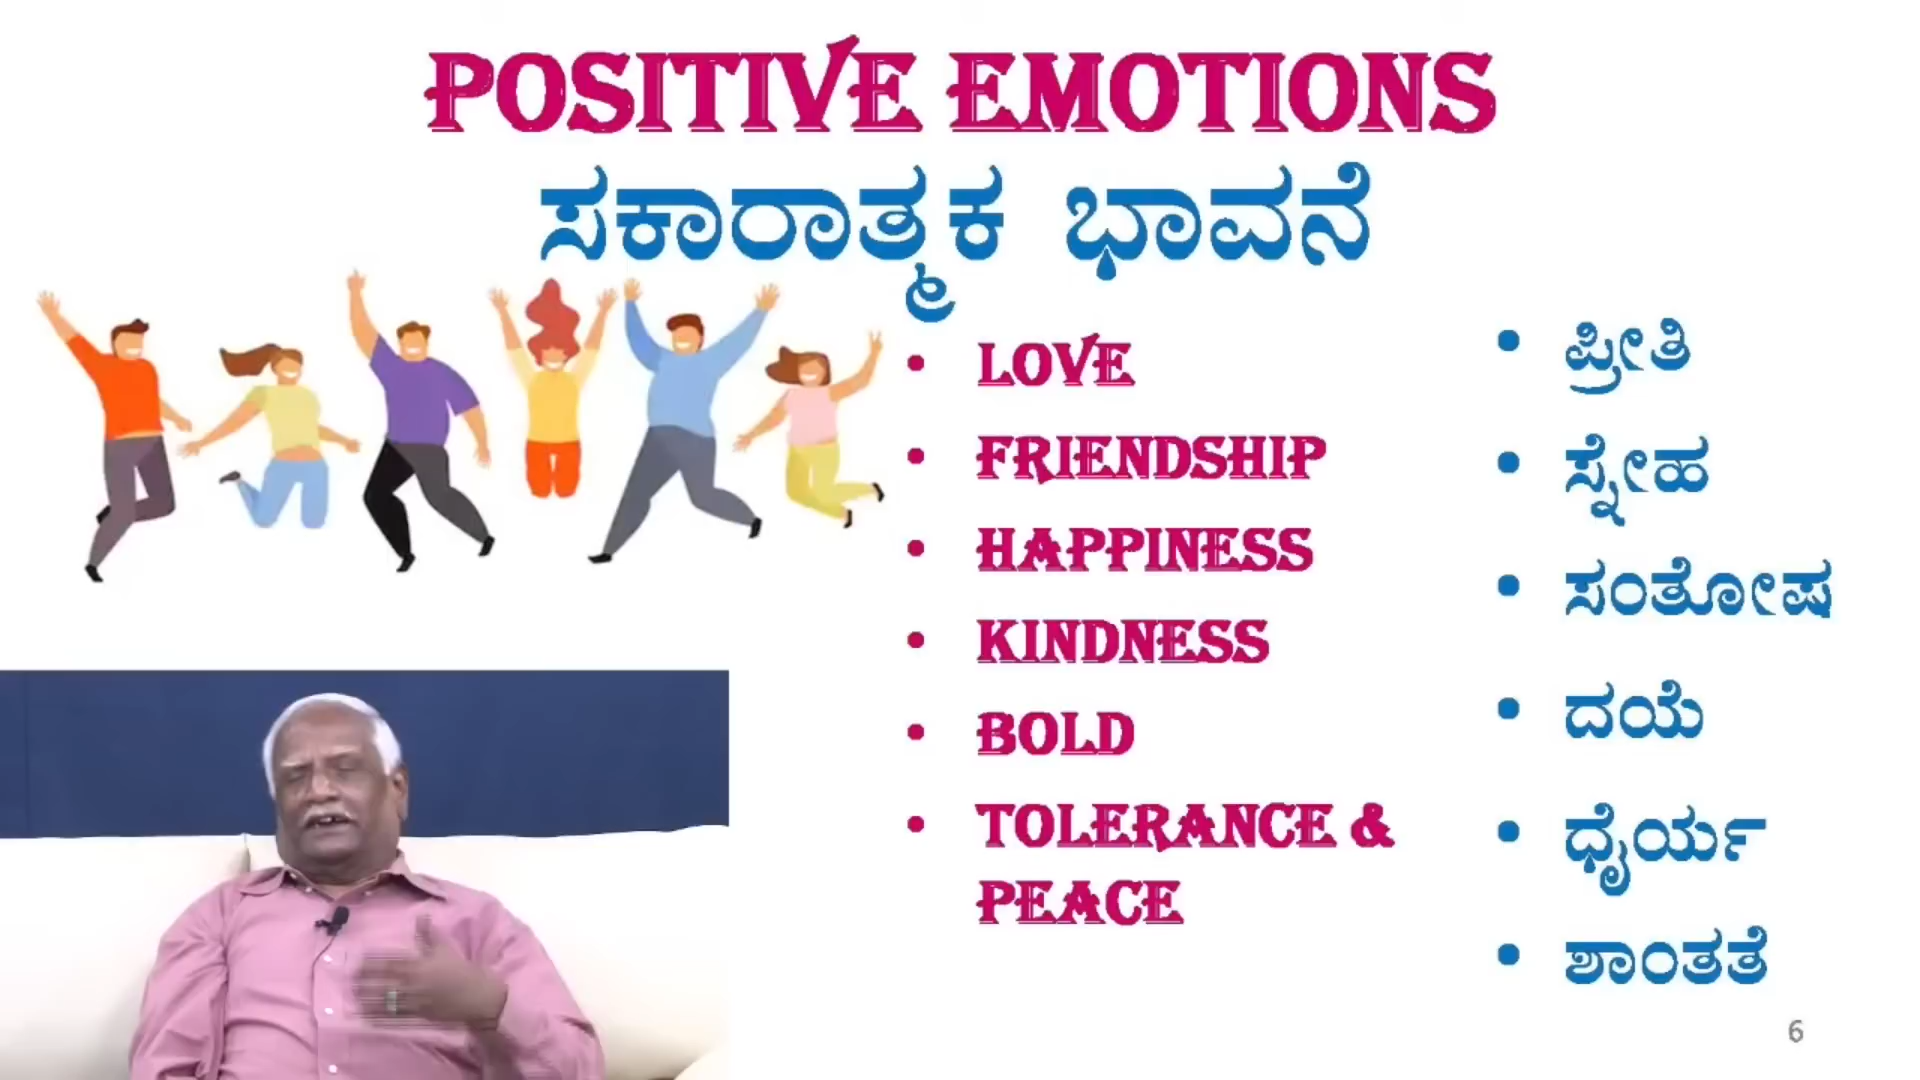 POSITIVE EMOTIONS
ಸಕಾರಾತ್ಮಕ ಭಾವನೆ
• LOVE
• FRIENDSHIP
• HAPPINESS
• KINDNESS
• BOLD
• TOLERANCE &
PEACE
• ಪ್ರೀತಿ
• ಸ್ನೇಹ
• ಸಂತೋಷ
• ದಯೆ
• ಧೈರ್ಯ
• ಶಾಂತತೆ
6